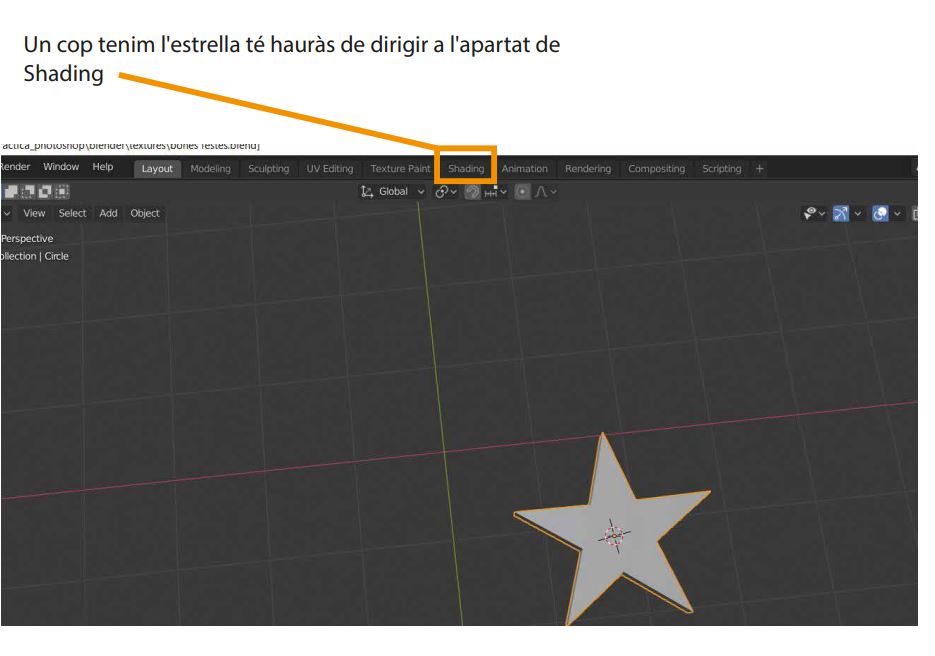 Un cop tenim l'estrella té hauràs de dirigir a l'apartat de
Shading
actica_photoshop\blender\textures\bones festes.blend]
Render Window Help Layout Modeling Sculpting UV Editing Texture Paint Shading Animation Rendering Compositing Scripting +
Global
View Select Add Object
Perspective
ollection | Circle